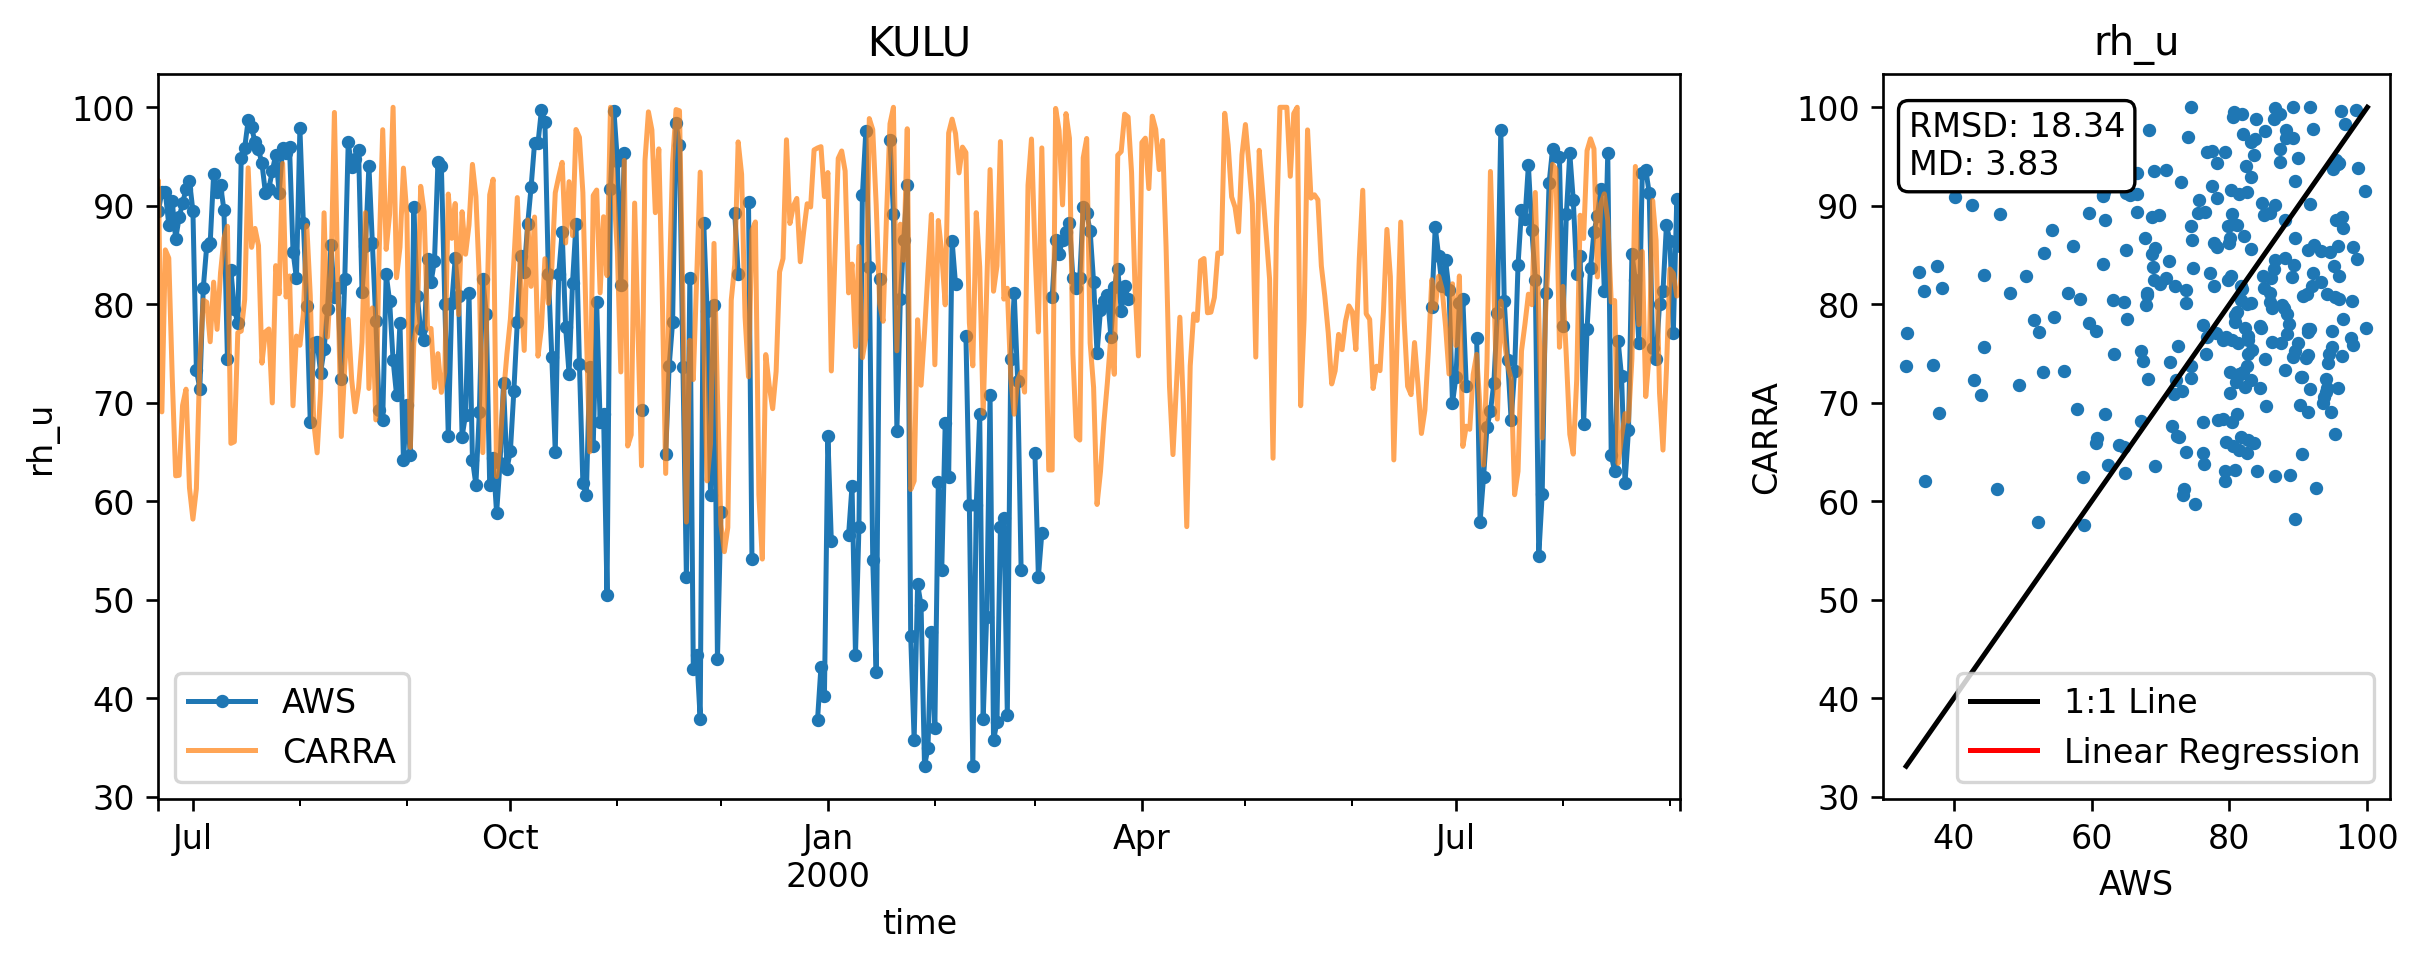 KULU
rh_u
100
90
80
70
60
50
40
30
rh_u
AWS
CARRA
Jul
Oct
Jan
2000
Apr
Jul
time
RMSD: 18.34
MD: 3.83
100
90
80
70
60
50
40
30
CARRA
1:1 Line
Linear Regression
40
60
80
100
AWS